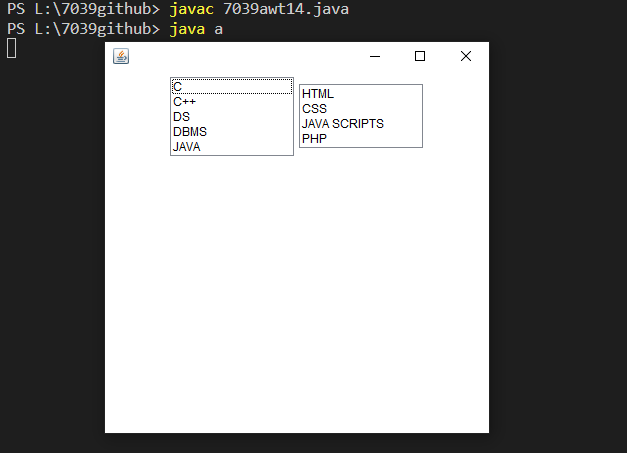 PS L:\7039github> javac 7039awt14.java
PS L:\7039github> java a
C
C++
DS
DBMS
JAVA
HTML
CSS
JAVA SCRIPTS
PHP